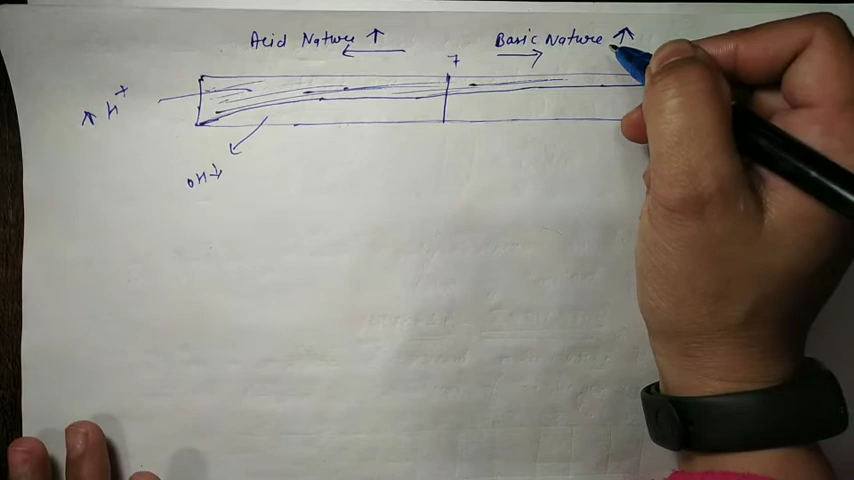 Acid Nature ↑
Basic Nature ↑
7
↑ H⁺
OH↓